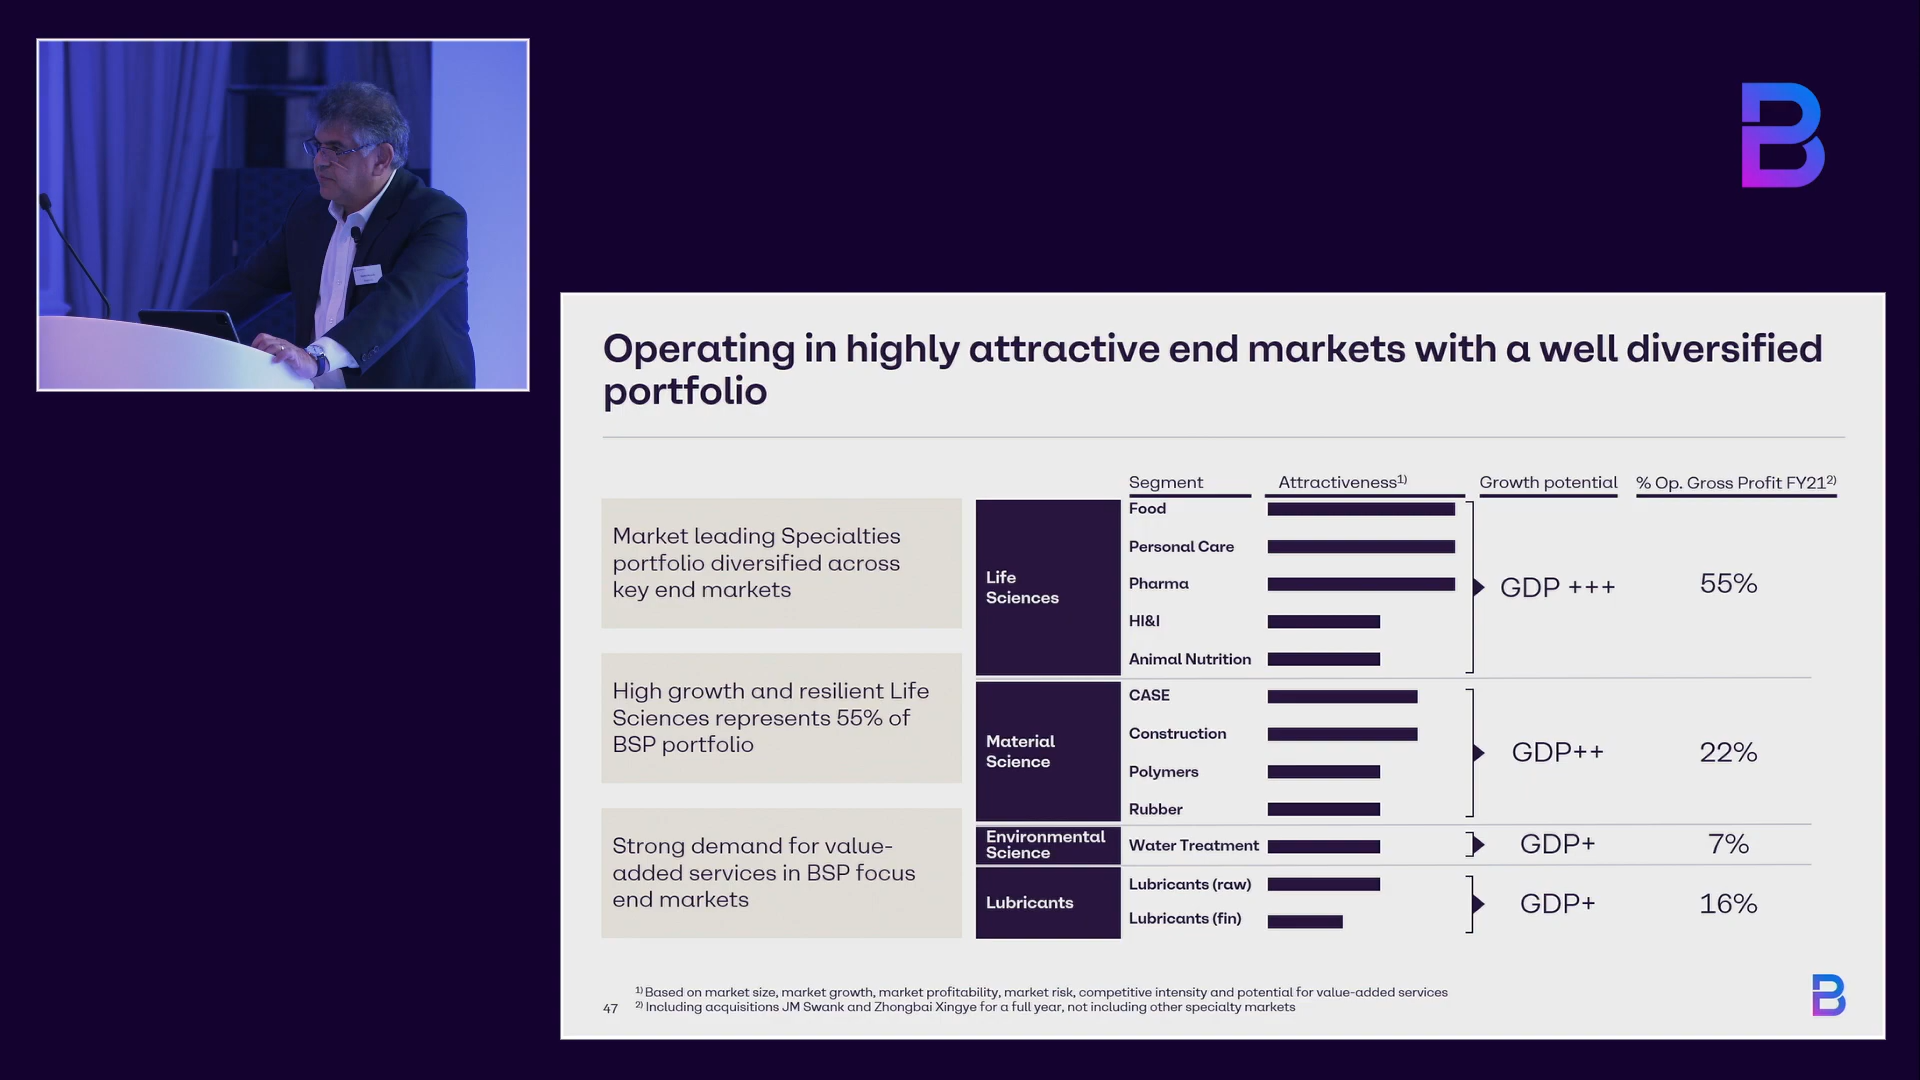 Operating in highly attractive end markets with a well diversified
portfolio
Market leading Specialties
portfolio diversified across
key end markets
High growth and resilient Life
Sciences represents 55% of
BSP portfolio
Strong demand for value-
added services in BSP focus
end markets
Segment Attractiveness1) Growth potential % Op. Gross Profit FY212)
Life
Sciences
Food
Personal Care
Pharma
HI&I
Animal Nutrition
GDP +++ 55%
Material
Science
CASE
Construction
Polymers
Rubber
GDP++ 22%
Environmental
Science
Water Treatment
GDP+ 7%
Lubricants
Lubricants (raw)
Lubricants (fin)
GDP+ 16%
1) Based on market size, market growth, market profitability, market risk, competitive intensity and potential for value-added services
2) Including acquisitions JM Swank and Zhongbai Xingye for a full year, not including other specialty markets
47